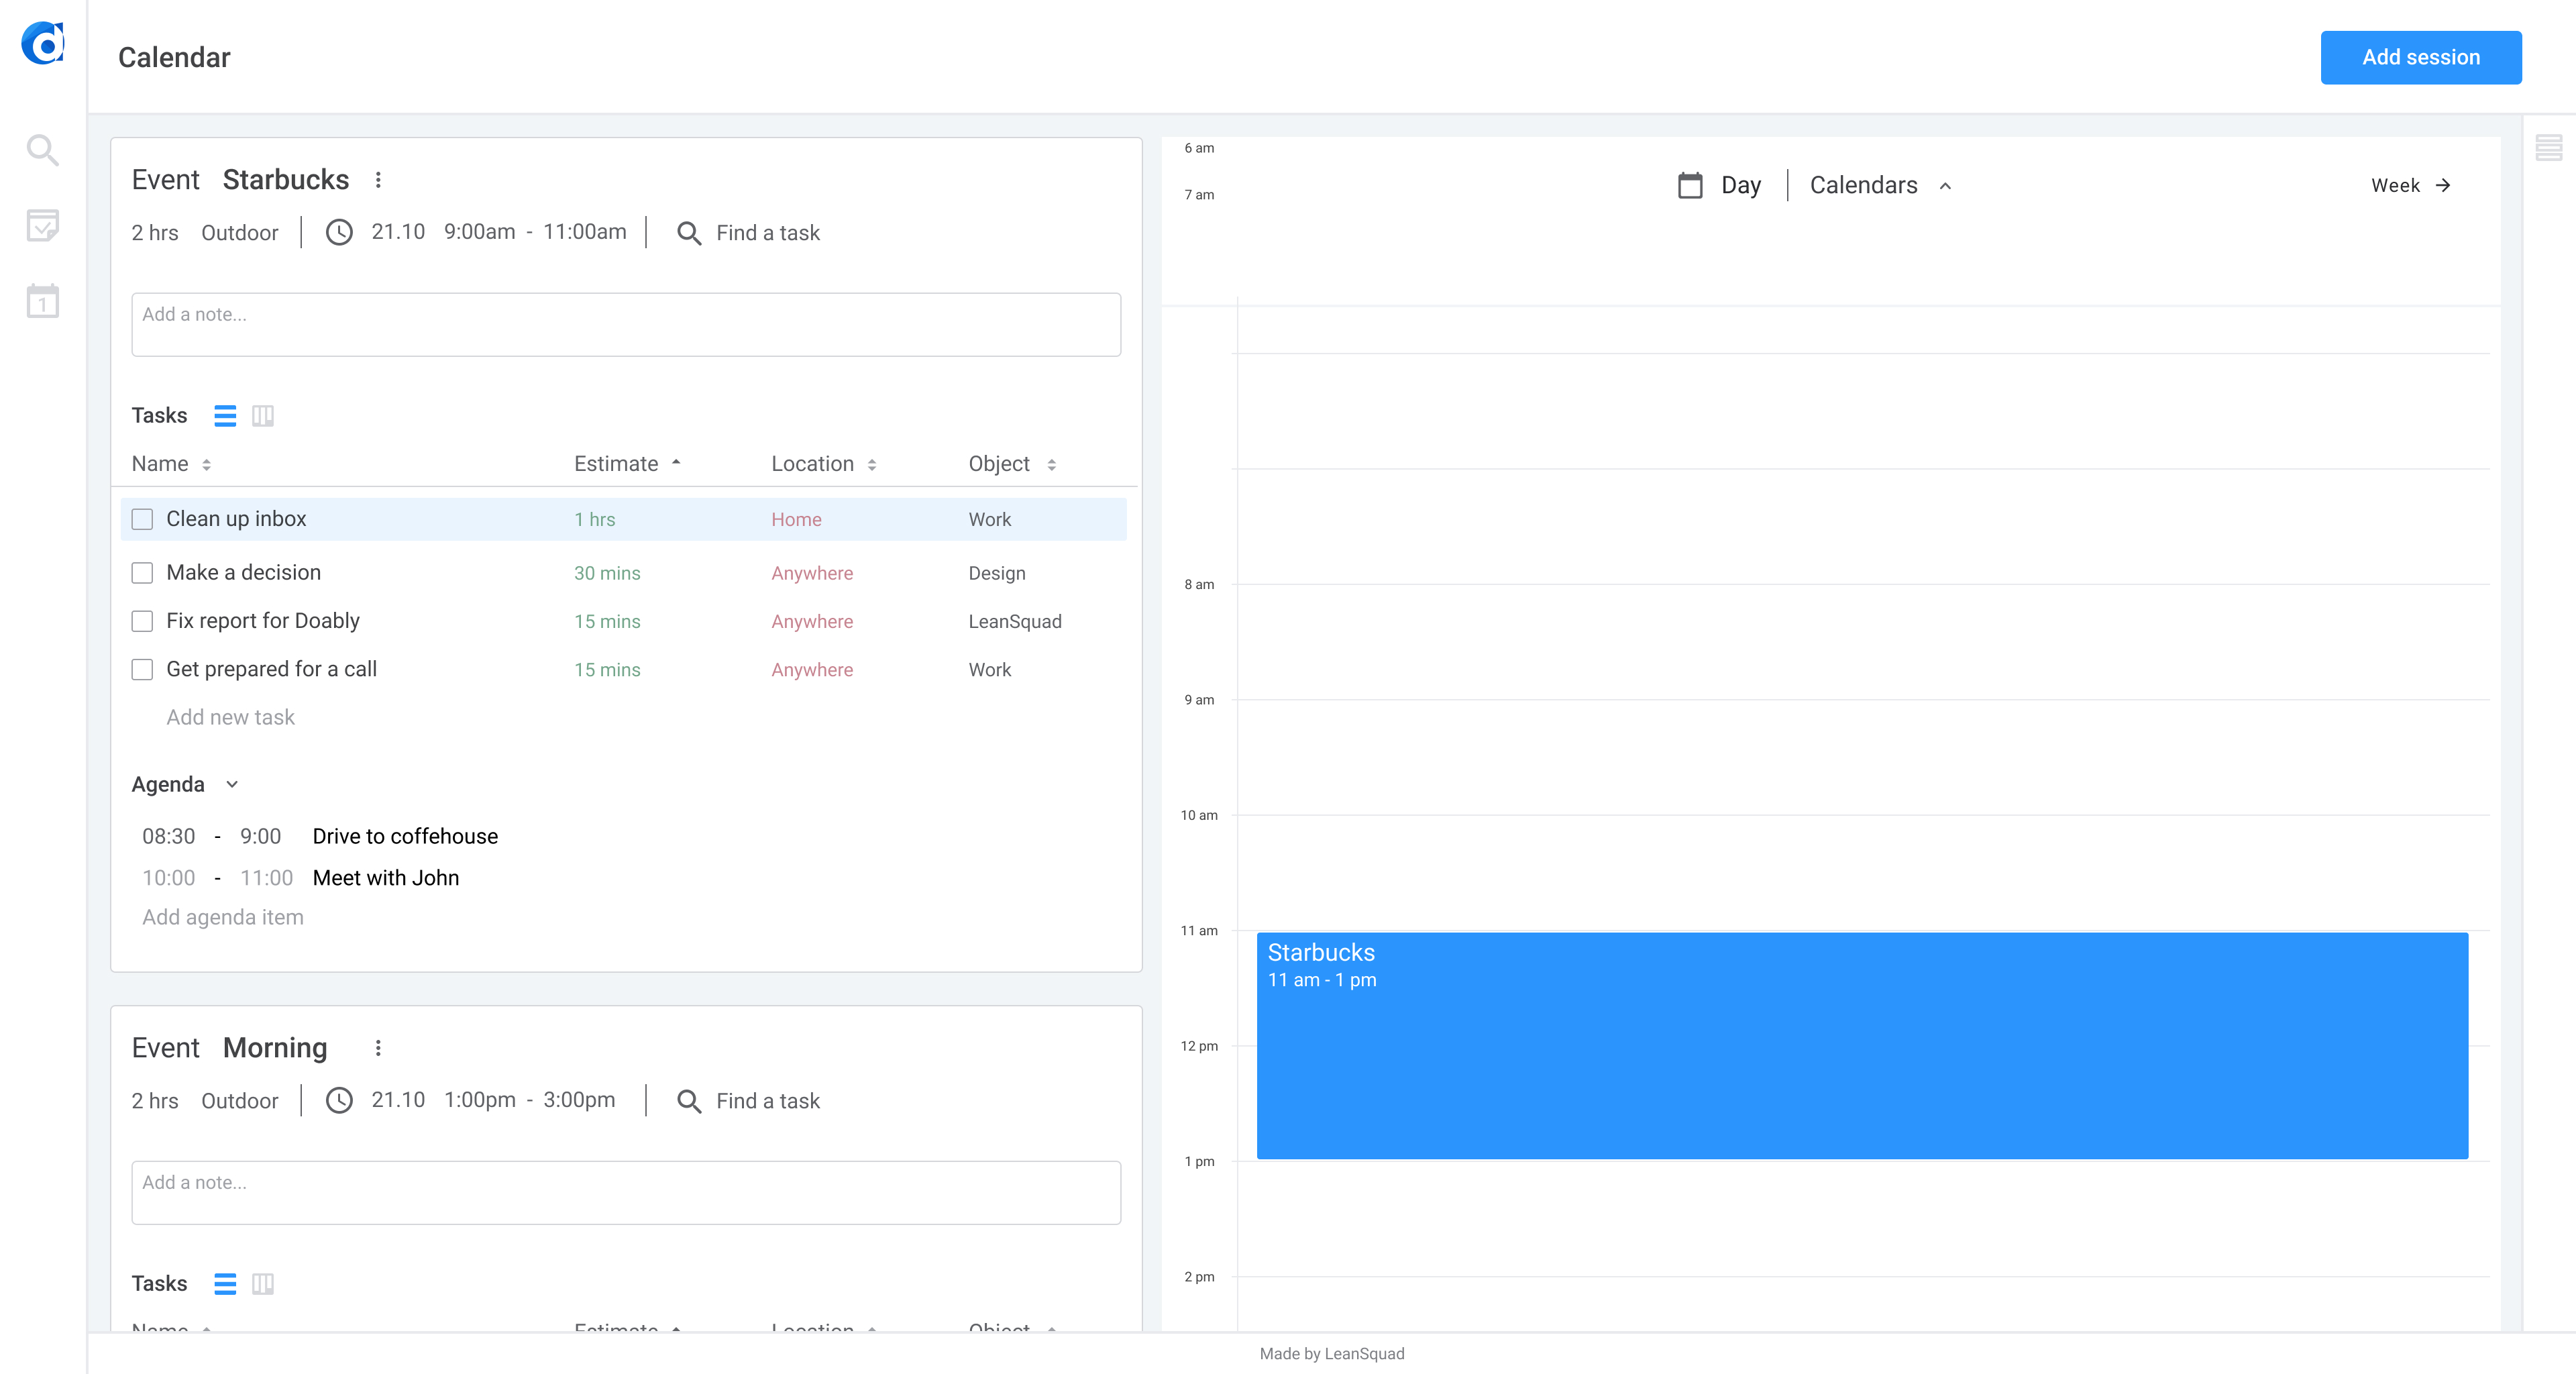 Calendar
Add session
Event Starbucks
2 hrs Outdoor 21.10 9:00am - 11:00am Find a task
Add a note...
Tasks
Name Estimate Location Object
Clean up inbox 1 hrs Home Work
Make a decision 30 mins Anywhere Design
Fix report for Doably 15 mins Anywhere LeanSquad
Get prepared for a call 15 mins Anywhere Work
Add new task
Agenda
08:30 - 9:00 Drive to coffehouse
10:00 - 11:00 Meet with John
Add agenda item
Event Morning
2 hrs Outdoor 21.10 1:00pm - 3:00pm Find a task
Add a note...
Tasks
Name Estimate Location Object
6 am
7 am
Day Calendars Week
8 am
9 am
10 am
11 am
Starbucks
11 am - 1 pm
12 pm
1 pm
2 pm
1
Made by LeanSquad